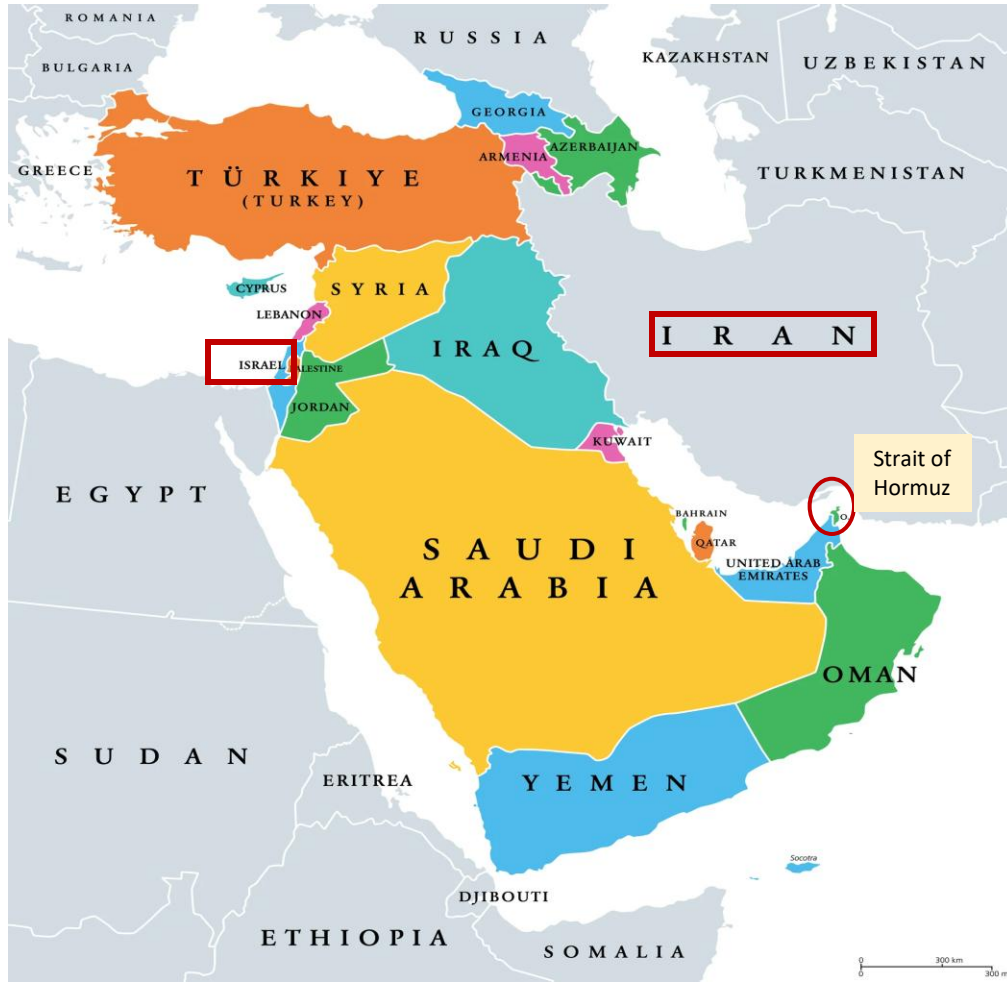 ROMANIA
RUSSIA
BULGARIA
KAZAKHSTAN
UZBEKISTAN
GEORGIA
ARMENIA
AZERBAIJAN
GREECE
TÜRKIYE
(TURKEY)
TURKMENISTAN
CYPRUS
SYRIA
LEBANON
IRAQ
IRAN
ISRAEL
PALESTINE
JORDAN
KUWAIT
Strait of
Hormuz
EGYPT
BAHRAIN
O.
QATAR
SAUDI
ARABIA
UNITED ARAB
EMIRATES
OMAN
SUDAN
ERITREA
YEMEN
Socotra
DJIBOUTI
ETHIOPIA
SOMALIA
0 300 km
0 300 m